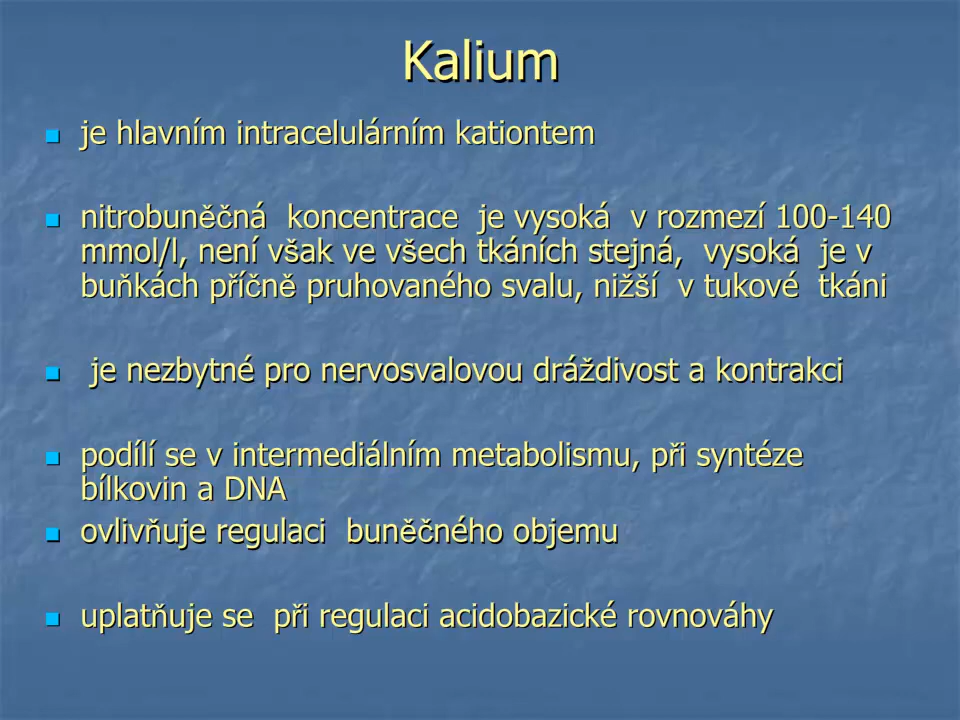 Kalium
je hlavním intracelulárním kationtem
nitrobuněčná koncentrace je vysoká v rozmezí 100-140
mmol/l, není však ve všech tkáních stejná, vysoká je v
buňkách příčně pruhovaného svalu, nižší v tukové tkáni
je nezbytné pro nervosvalovou dráždivost a kontrakci
podílí se v intermediálním metabolismu, při syntéze
bílkovin a DNA
ovlivňuje regulaci buněčného objemu
uplatňuje se při regulaci acidobazické rovnováhy